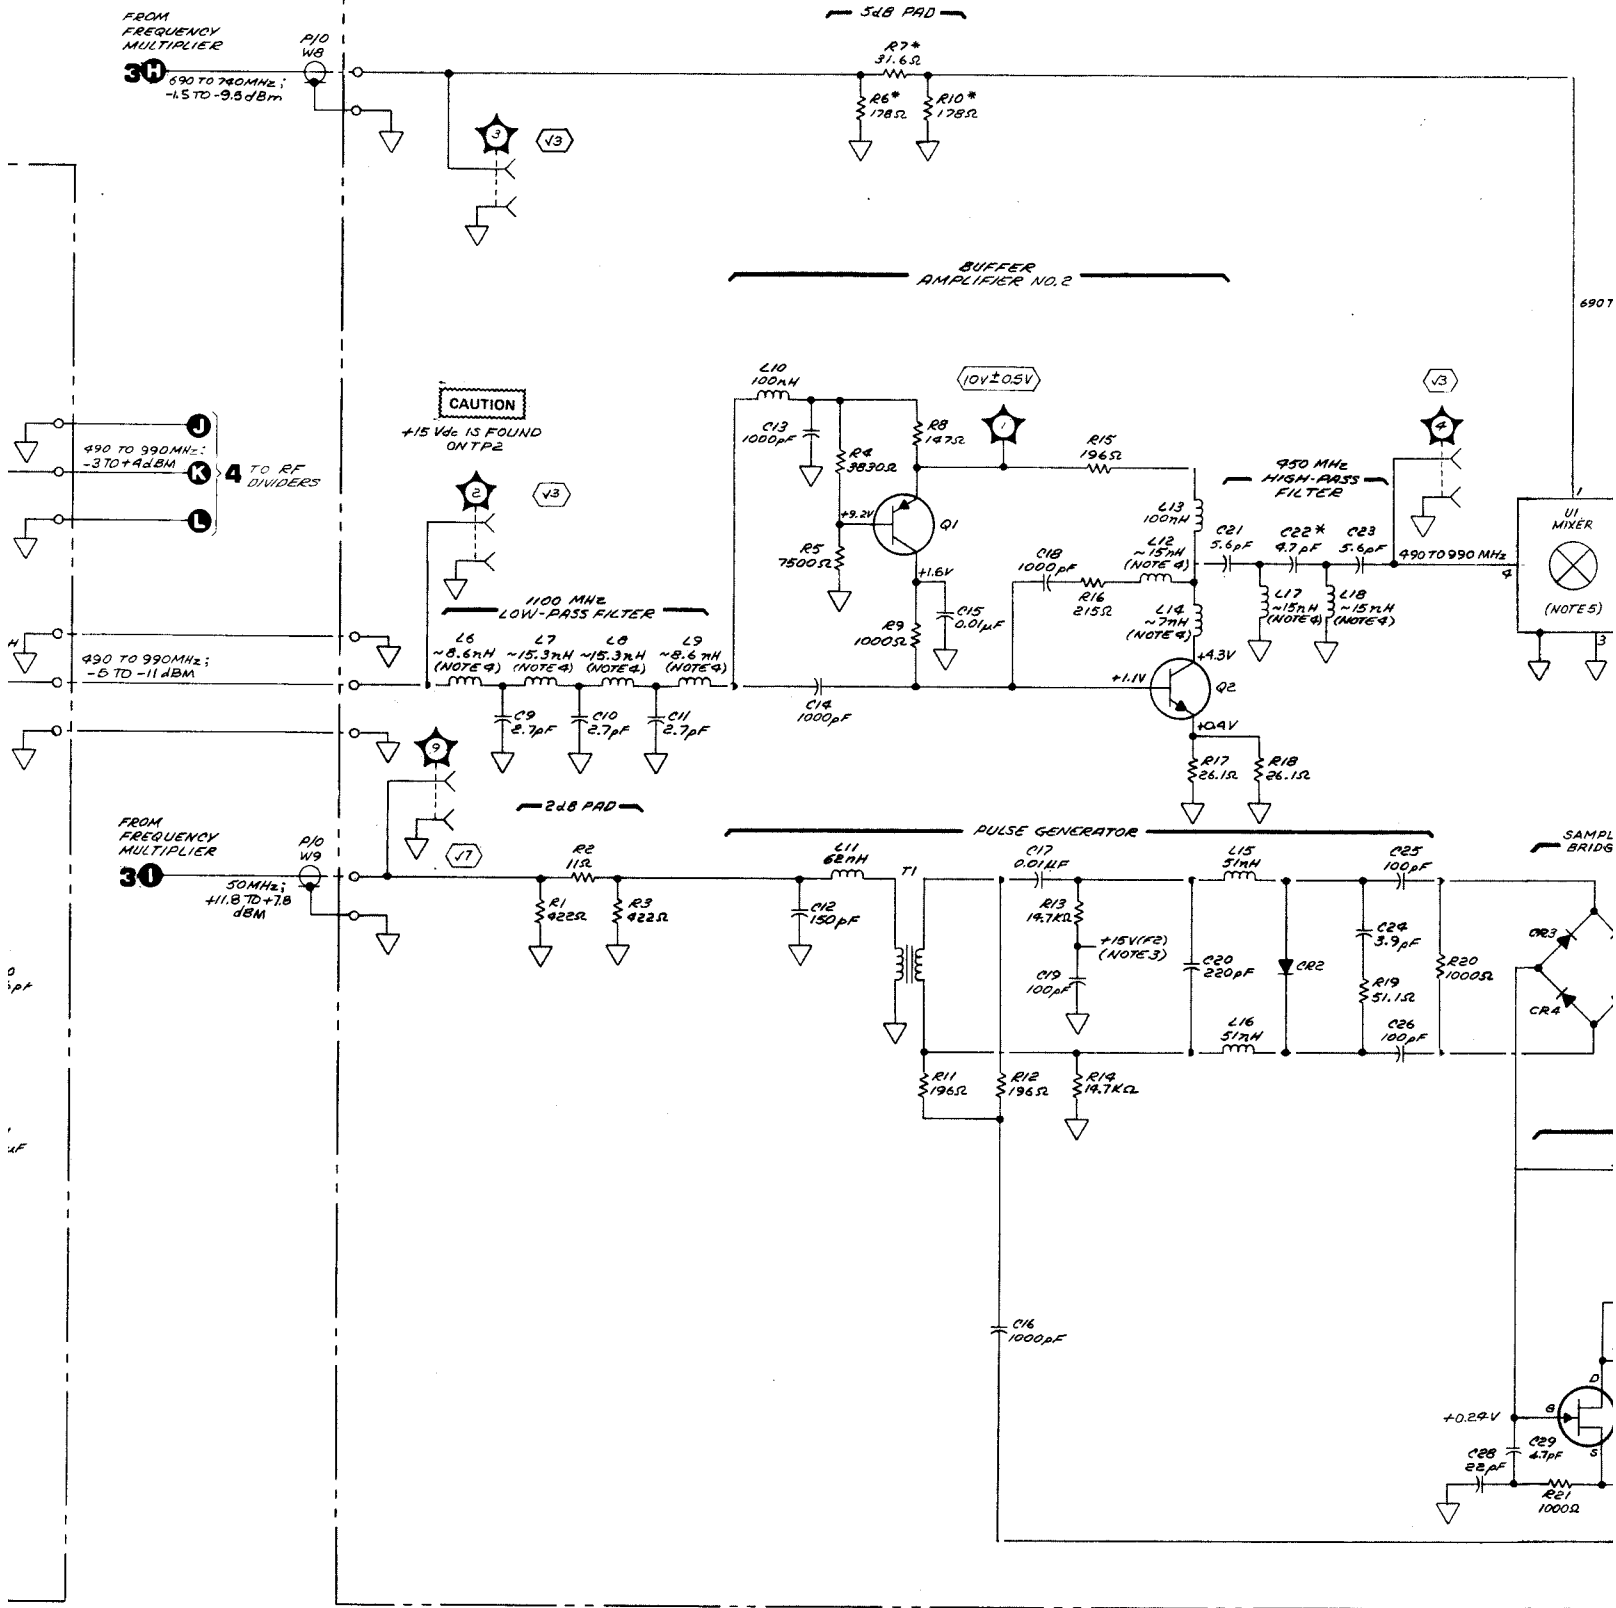 FROM
FREQUENCY
MULTIPLIER
3H
690 TO 740MHz;
-1.5 TO -9.5dBm
P/O
W8
3
√3
5dB PAD
R7*
31.6Ω
R6*
178Ω
R10*
178Ω
BUFFER
AMPLIFIER NO.2
690T
J
490 TO 990MHz:
-3 TO +4dBM
K
4 TO RF
DIVIDERS
L
CAUTION
+15 Vdc IS FOUND
ON TP2
2
√3
L10
100nH
C13
1000pF
R4
3830Ω
R8
147Ω
10V±0.5V
1
R15
196Ω
+9.2V
Q1
R5
7500Ω
+1.6V
R9
1000Ω
C15
0.01µF
L13
100nH
C18
1000pF
R16
215Ω
L12
~15nH
(NOTE 4)
L14
~7nH
(NOTE 4)
950 MHz
HIGH-PASS
FILTER
C21
5.6pF
C22*
4.7pF
C23
5.6pF
L17
~15nH
(NOTE 4)
L18
~15nH
(NOTE 4)
√3
4
490 TO 990 MHz
1
U1
MIXER
4
(NOTE 5)
3
H
490 TO 990MHz;
-5 TO -11dBM
1100 MHz
LOW-PASS FILTER
L6
~8.6nH
(NOTE 4)
L7
~15.3nH
(NOTE 4)
L8
~15.3nH
(NOTE 4)
L9
~8.6nH
(NOTE 4)
C9
2.7pF
C10
2.7pF
C11
2.7pF
C14
1000pF
+1.1V
+4.3V
Q2
+0.4V
R17
26.1Ω
R18
26.1Ω
9
√7
FROM
FREQUENCY
MULTIPLIER
3I
50MHz;
+11.8 TO +7.8
dBM
P/O
W9
2dB PAD
R2
11Ω
R1
422Ω
R3
422Ω
PULSE GENERATOR
L11
62nH
C12
150pF
T1
C17
0.01µF
R13
14.7KΩ
+15V(F2)
(NOTE 3)
C19
100pF
C20
220pF
L15
51nH
CR2
L16
51nH
C25
100pF
C24
3.9pF
R19
51.1Ω
C26
100pF
R20
1000Ω
R11
196Ω
R12
196Ω
R14
14.7KΩ
SAMPL
BRIDG
CR3
CR4
C16
1000pF
+0.24V
D
G
S
C28
22pF
C29
4.7pF
R21
1000Ω